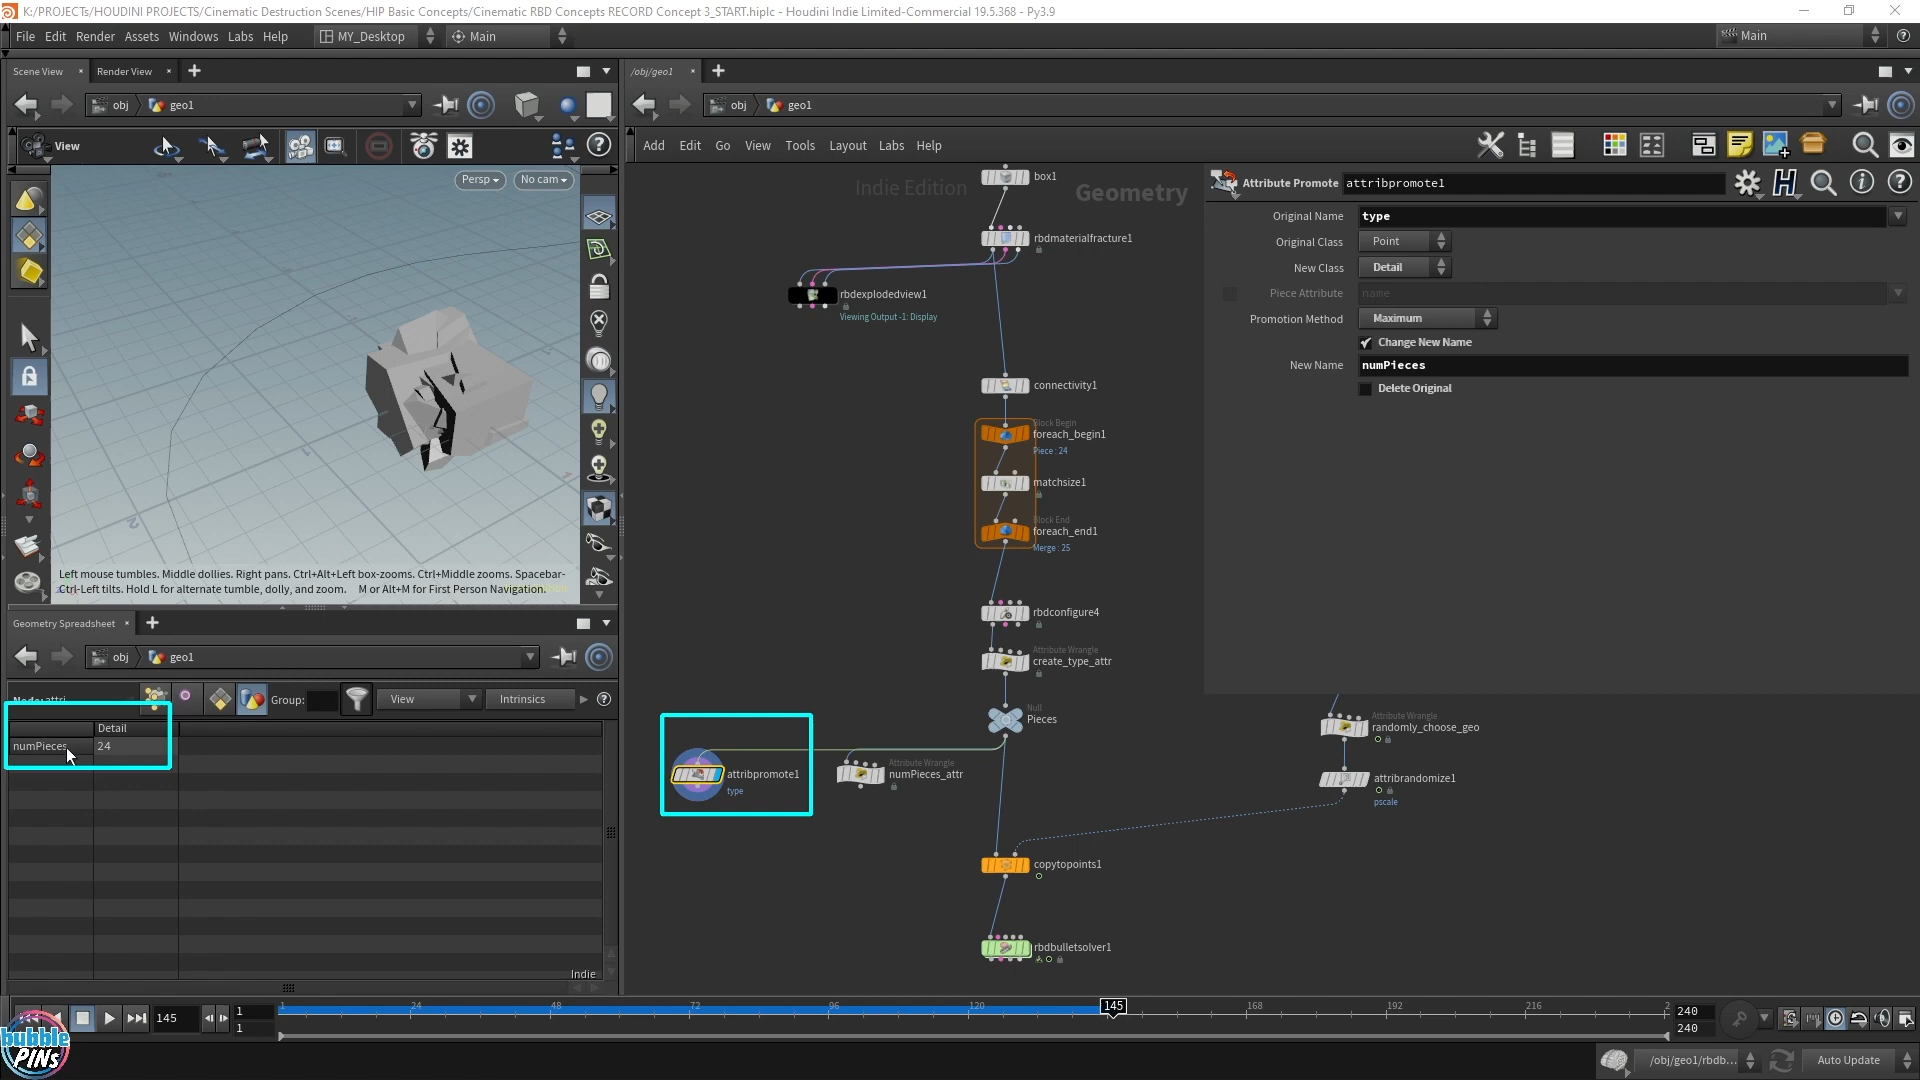 K:/PROJECTs/HOUDINI PROJECTS/Cinematic Destruction Scenes/HIP Basic Concepts/Cinematic RBD Concepts RECORD Concept 3_START.hiplc - Houdini Indie Limited-Commercial 19.5.368 - Py3.9
File Edit Render Assets Windows Labs Help MY_Desktop Main Main
Scene View Render View
obj geo1
View
Persp No cam
Left mouse tumbles. Middle dollies. Right pans. Ctrl+Alt+Left box-zooms. Ctrl+Middle zooms. Spacebar-
Ctrl-Left tilts. Hold L for alternate tumble, dolly, and zoom. M or Alt+M for First Person Navigation.
Geometry Spreadsheet
obj geo1
Group: View Intrinsics
Detail
numPieces 24
Indie
/obj/geo1
obj geo1
Add Edit Go View Tools Layout Labs Help
Indie Edition Geometry
box1
rbdmaterialfracture1
rbdexplodedview1
Viewing Output -1: Display
connectivity1
Block Begin
foreach_begin1
Piece : 24
matchsize1
Block End
foreach_end1
Merge : 25
rbdconfigure4
Attribute Wrangle
create_type_attr
Null
Pieces
attribpromote1
type
Attribute Wrangle
numPieces_attr
Attribute Wrangle
randomly_choose_geo
attribrandomize1
pscale
copytopoints1
rbdbulletsolver1
Attribute Promote attribpromote1
Original Name type
Original Class Point
New Class Detail
Piece Attribute name
Promotion Method Maximum
Change New Name
New Name numPieces
Delete Original
145 1 1 1 24 48 72 96 120 145 168 192 216 2 240 240
bubble PINs
/obj/geo1/rbdb... Auto Update